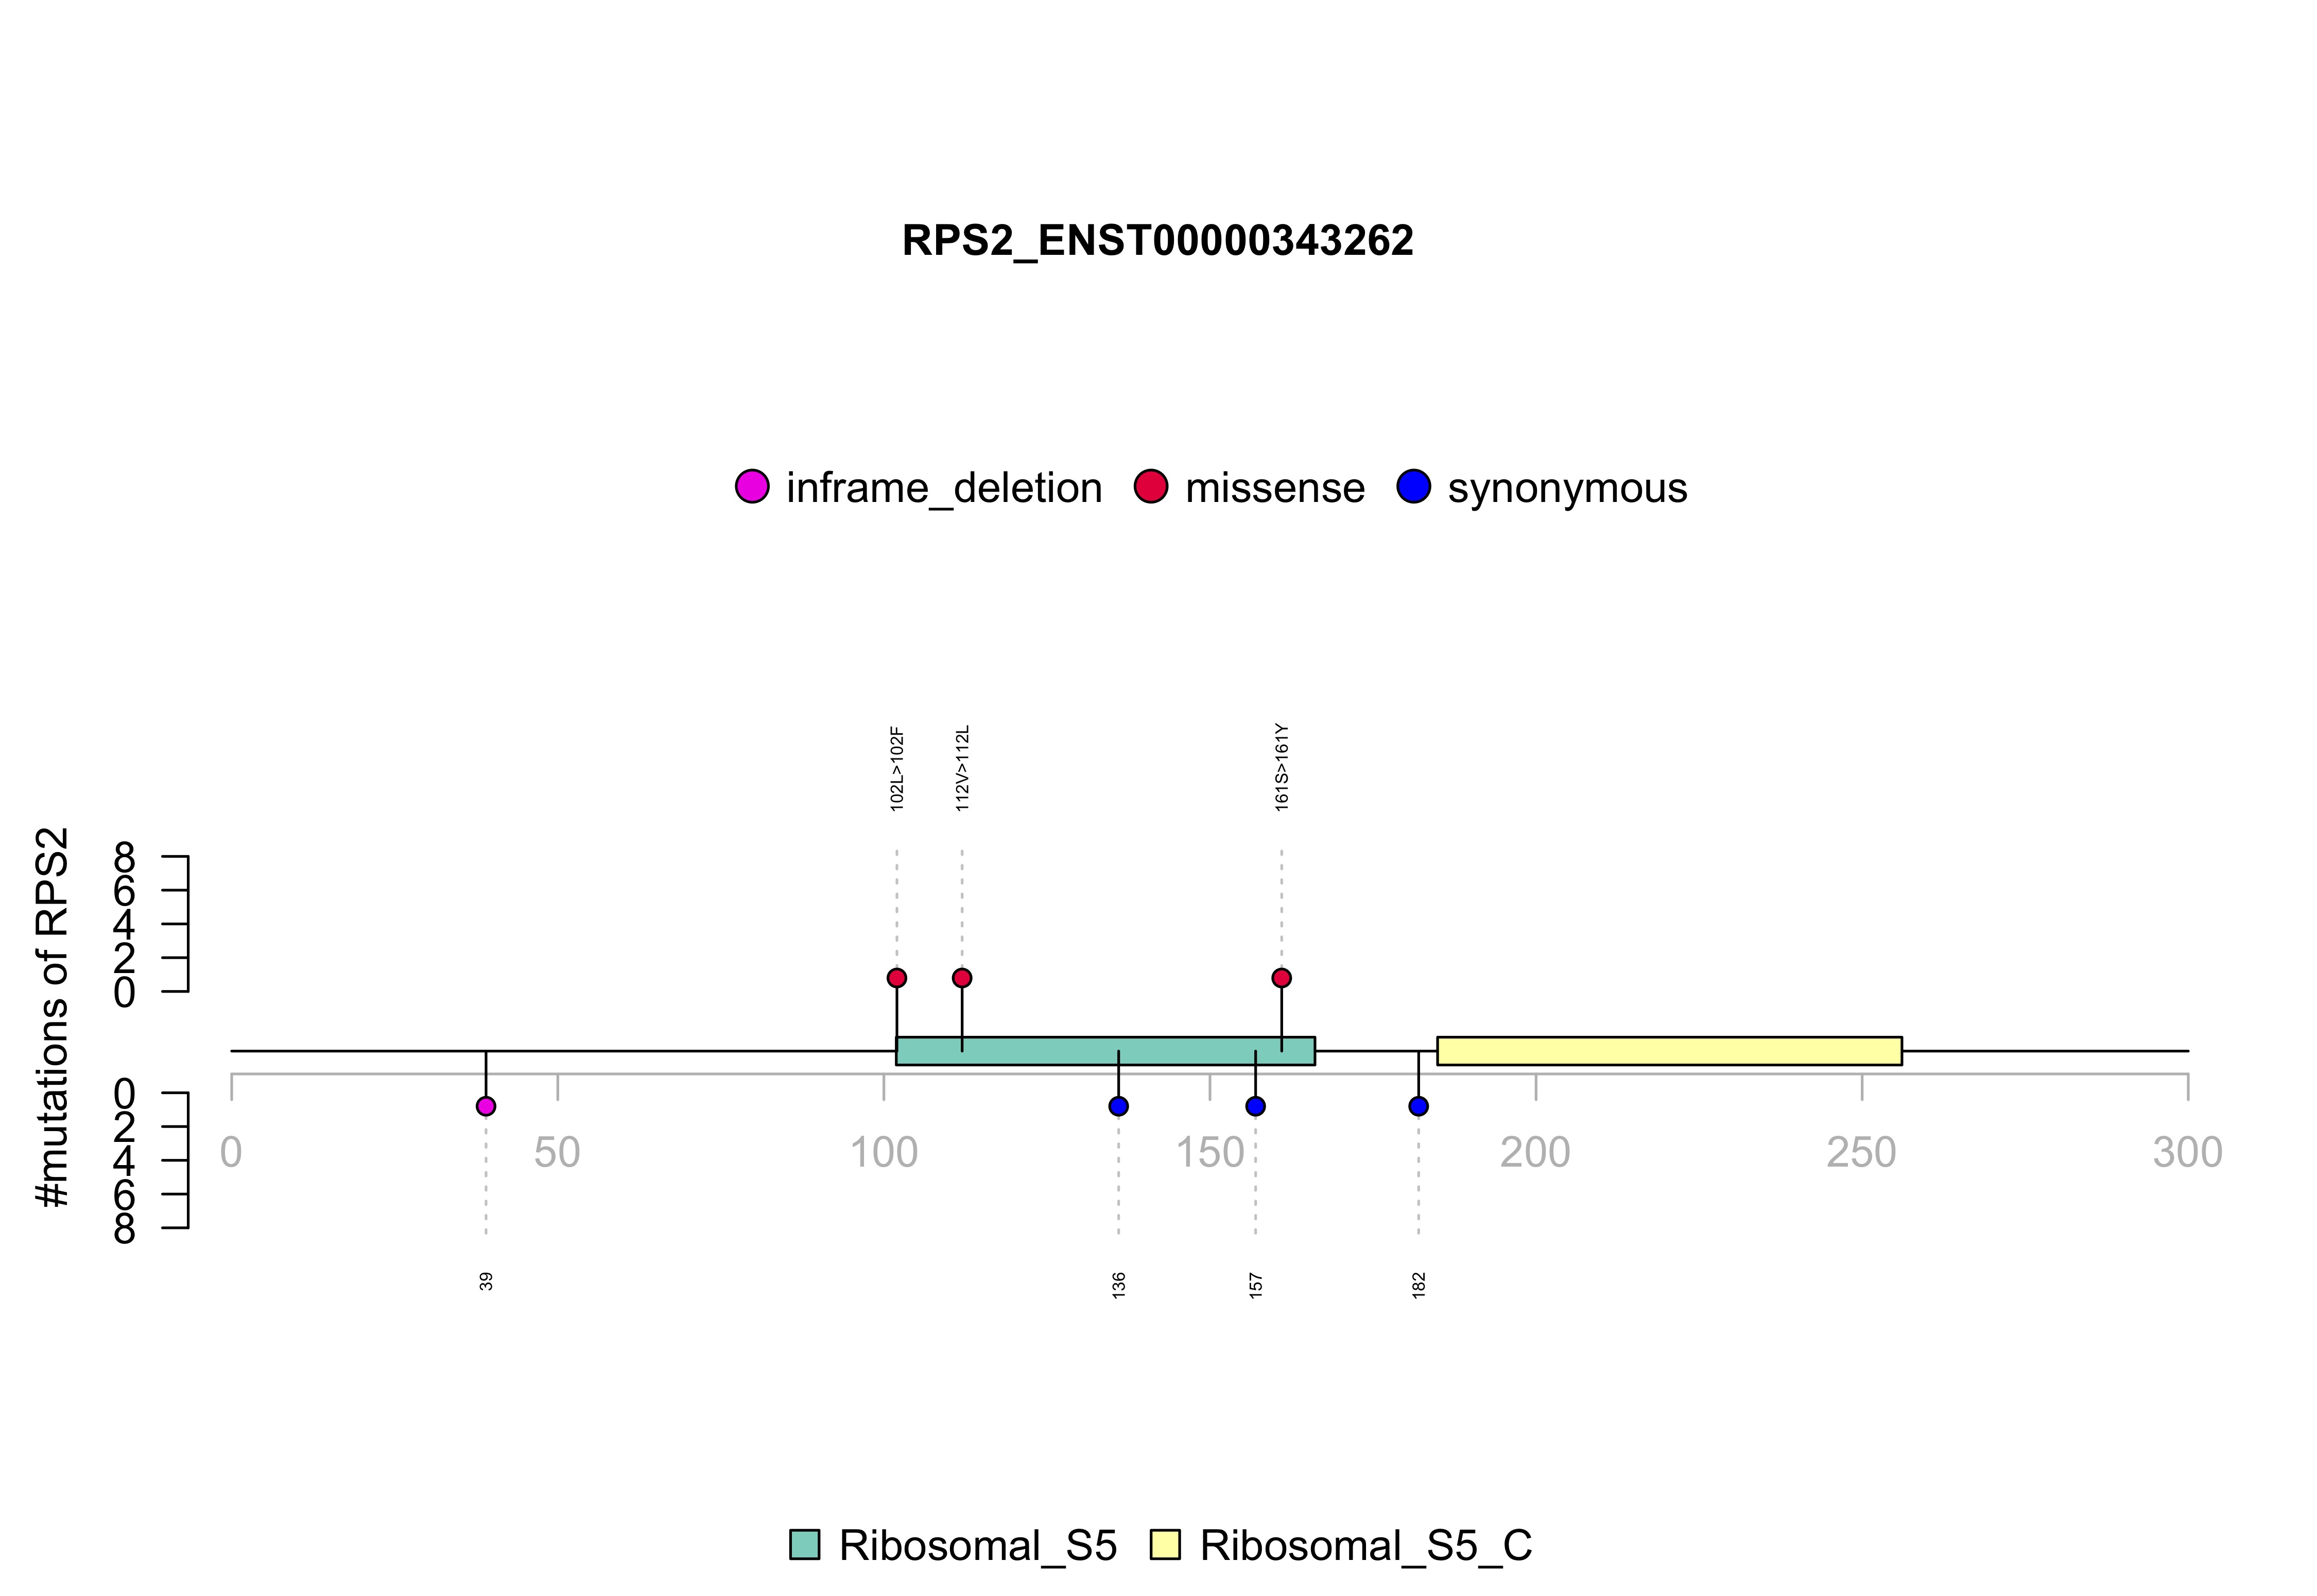 RPS2_ENST00000343262
inframe_deletion missense synonymous
102L>102F 112V>112L 161S>161Y
#mutations of RPS2
8
6
4
2
0
0
2
4
6
8
0 50 100 150 200 250 300
39 136 157 182
Ribosomal_S5 Ribosomal_S5_C